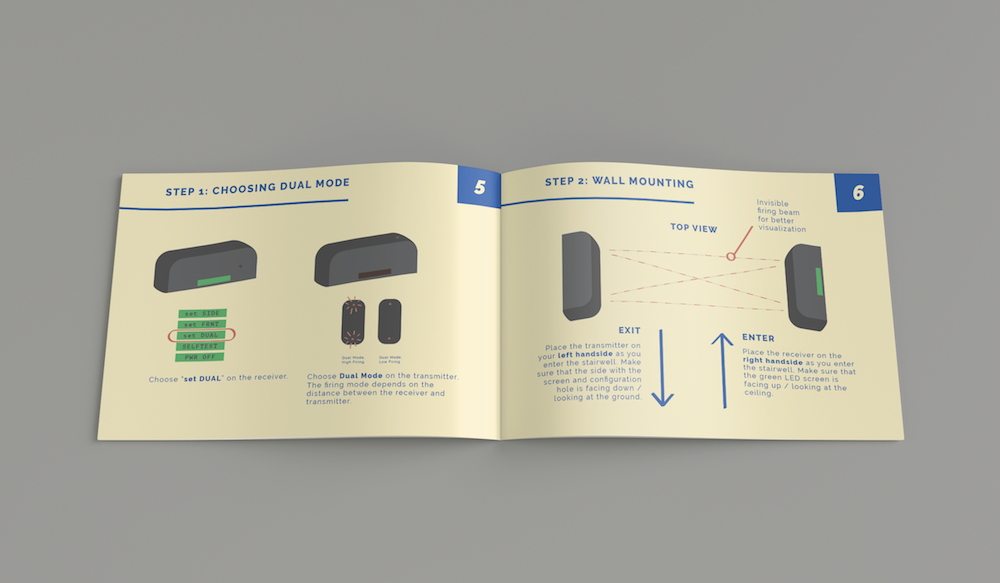 STEP 1: CHOOSING DUAL MODE
5
set SIDE
set FRNT
set DUAL
SELFTEST
PWR OFF
Choose "set DUAL" on the receiver.
Dual Mode
High Firing
Dual Mode
Low Firing
Choose Dual Mode on the transmitter.
The firing mode depends on the
distance between the receiver and
transmitter.
STEP 2: WALL MOUNTING
6
Invisible
firing beam
for better
visualization
TOP VIEW
EXIT
Place the transmitter on
your left handside as you
enter the stairwell. Make
sure that the side with the
screen and configuration
hole is facing down /
looking at the ground.
ENTER
Place the receiver on the
right handside as you enter
the stairwell. Make sure that
the green LED screen is
facing up / looking at the
ceiling.